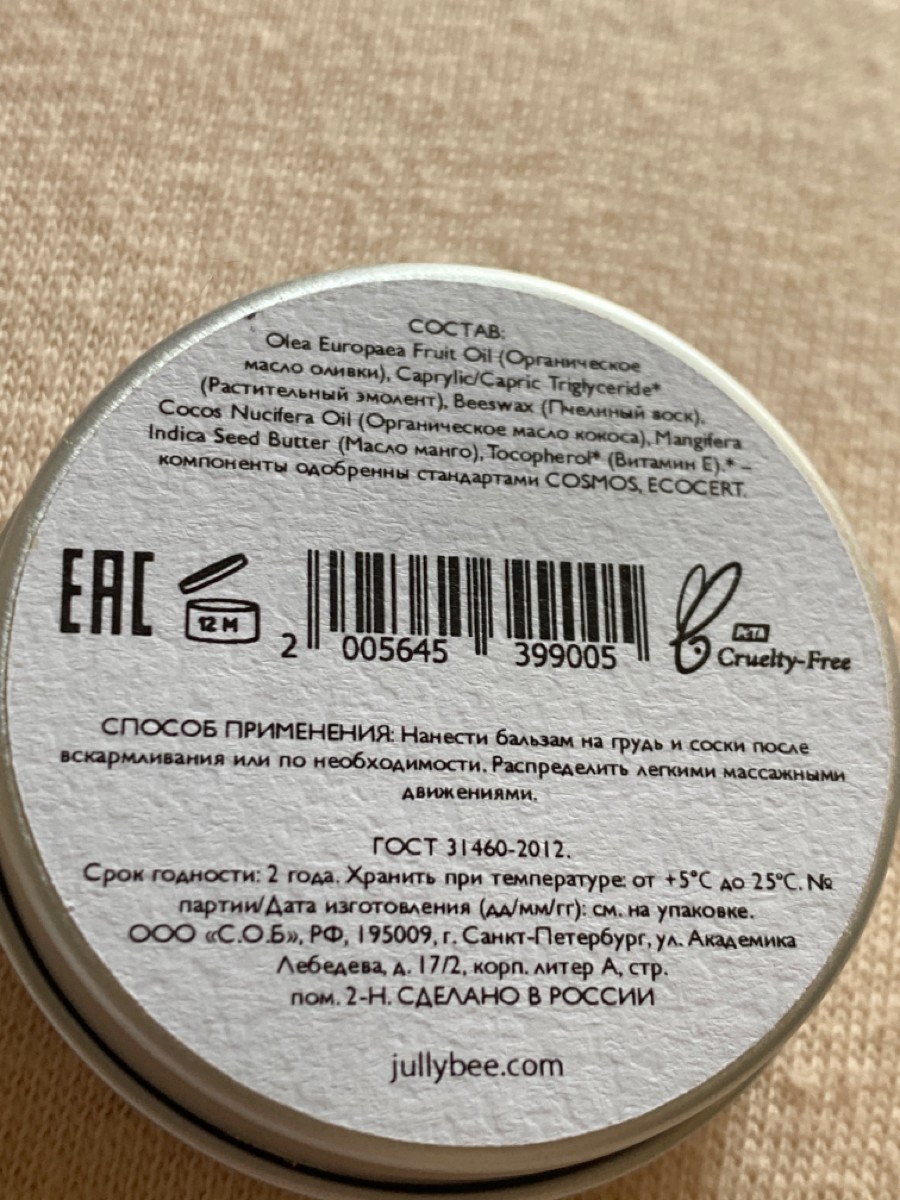 СОСТАВ:
Olea Europaea Fruit Oil (Органическое
масло оливки), Caprylic/Capric Triglyceride*
(Растительный эмолент), Beeswax (Пчелинный воск),
Cocos Nucifera Oil (Органическое масло кокоса), Mangifera
Indica Seed Butter (Масло манго), Tocopherol* (Витамин Е).* –
компоненты одобренны стандартами COSMOS, ECOCERT.
EAC
12 M
2 005645 399005
PETA
Cruelty-Free
СПОСОБ ПРИМЕНЕНИЯ: Нанести бальзам на грудь и соски после
вскармливания или по необходимости. Распределить легкими массажными
движениями.
ГОСТ 31460-2012.
Срок годности: 2 года. Хранить при температуре: от +5°C до 25°C. №
партии/Дата изготовления (дд/мм/гг): см. на упаковке.
ООО «С.О.Б», РФ, 195009, г. Санкт-Петербург, ул. Академика
Лебедева, д. 17/2, корп. литер А, стр.
пом. 2-Н. СДЕЛАНО В РОССИИ
jullybee.com